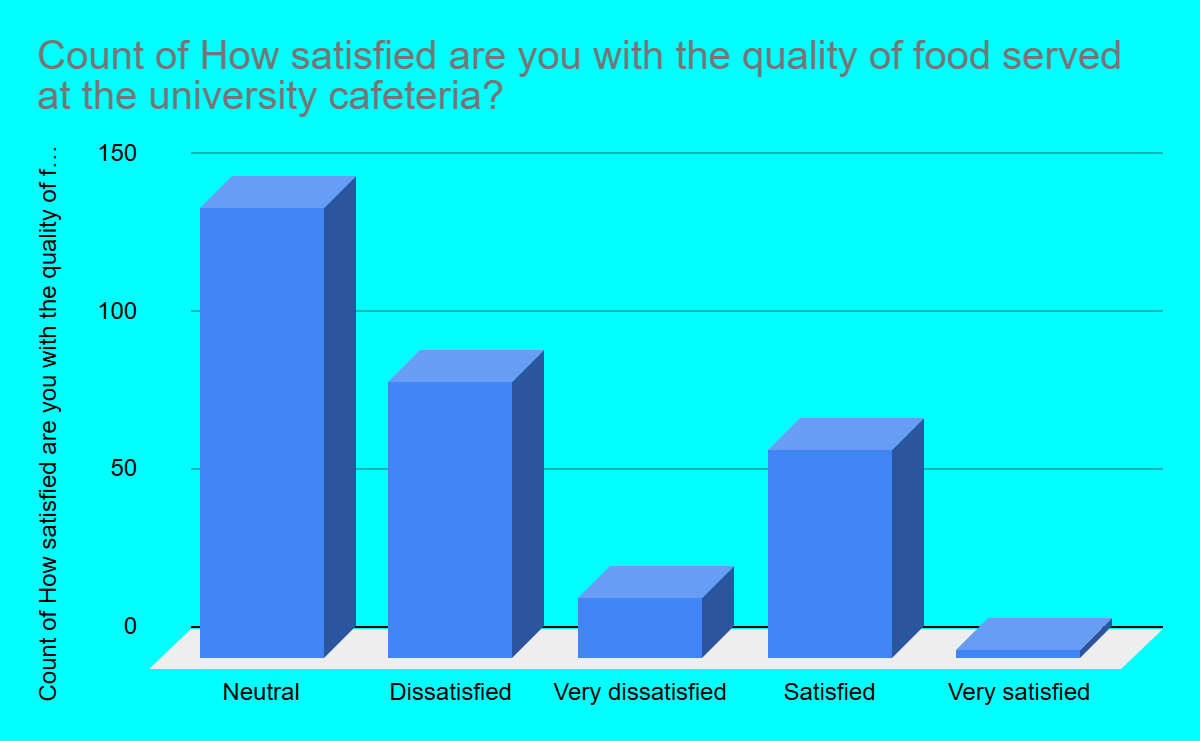 Count of How satisfied are you with the quality of food served
at the university cafeteria?
Count of How satisfied are you with the quality of f…
150
100
50
0
Neutral
Dissatisfied
Very dissatisfied
Satisfied
Very satisfied